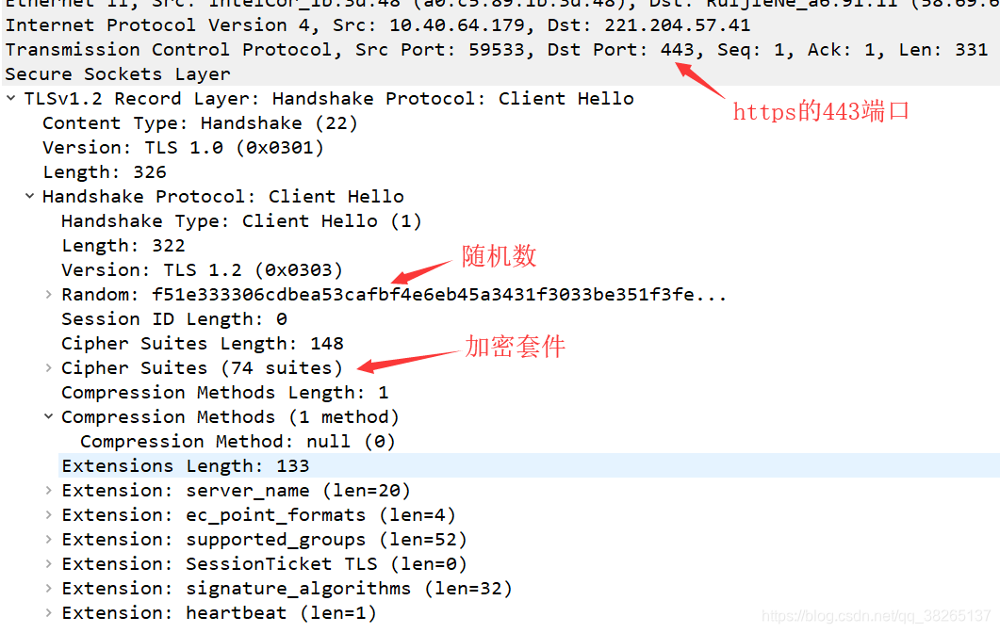 Ethernet II, Src: IntelCor_1b:3d:48 (a0:c5:89:1b:3d:48), Dst: RuijieNe_a6:91:11 (58:69:6
Internet Protocol Version 4, Src: 10.40.64.179, Dst: 221.204.57.41
Transmission Control Protocol, Src Port: 59533, Dst Port: 443, Seq: 1, Ack: 1, Len: 331
Secure Sockets Layer
TLSv1.2 Record Layer: Handshake Protocol: Client Hello
https的443端口
Content Type: Handshake (22)
Version: TLS 1.0 (0x0301)
Length: 326
Handshake Protocol: Client Hello
Handshake Type: Client Hello (1)
Length: 322
随机数
Version: TLS 1.2 (0x0303)
Random: f51e333306cdbea53cafbf4e6eb45a3431f3033be351f3fe...
Session ID Length: 0
Cipher Suites Length: 148
加密套件
Cipher Suites (74 suites)
Compression Methods Length: 1
Compression Methods (1 method)
Compression Method: null (0)
Extensions Length: 133
Extension: server_name (len=20)
Extension: ec_point_formats (len=4)
Extension: supported_groups (len=52)
Extension: SessionTicket TLS (len=0)
Extension: signature_algorithms (len=32)
Extension: heartbeat (len=1)
https://blog.csdn.net/qq_38265137